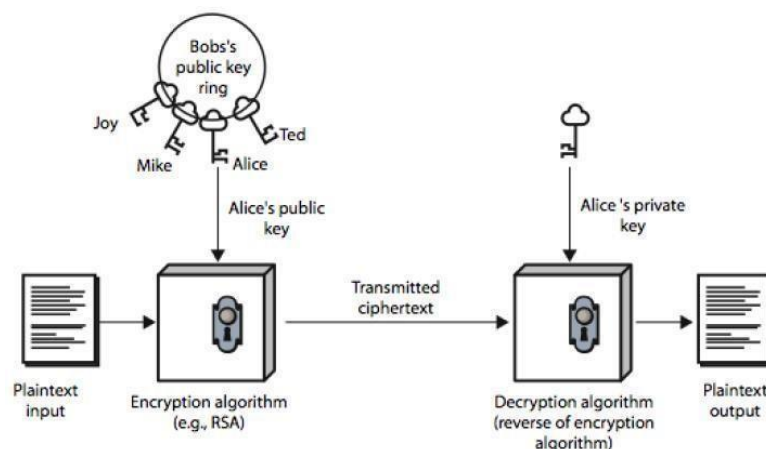 Bobs's
public key
ring
Joy
Mike
Alice
Ted
Alice's public
key
Alice 's private
key
Transmitted
ciphertext
Plaintext
input
Encryption algorithm
(e.g., RSA)
Decryption algorithm
(reverse of encryption
algorithm)
Plaintext
output